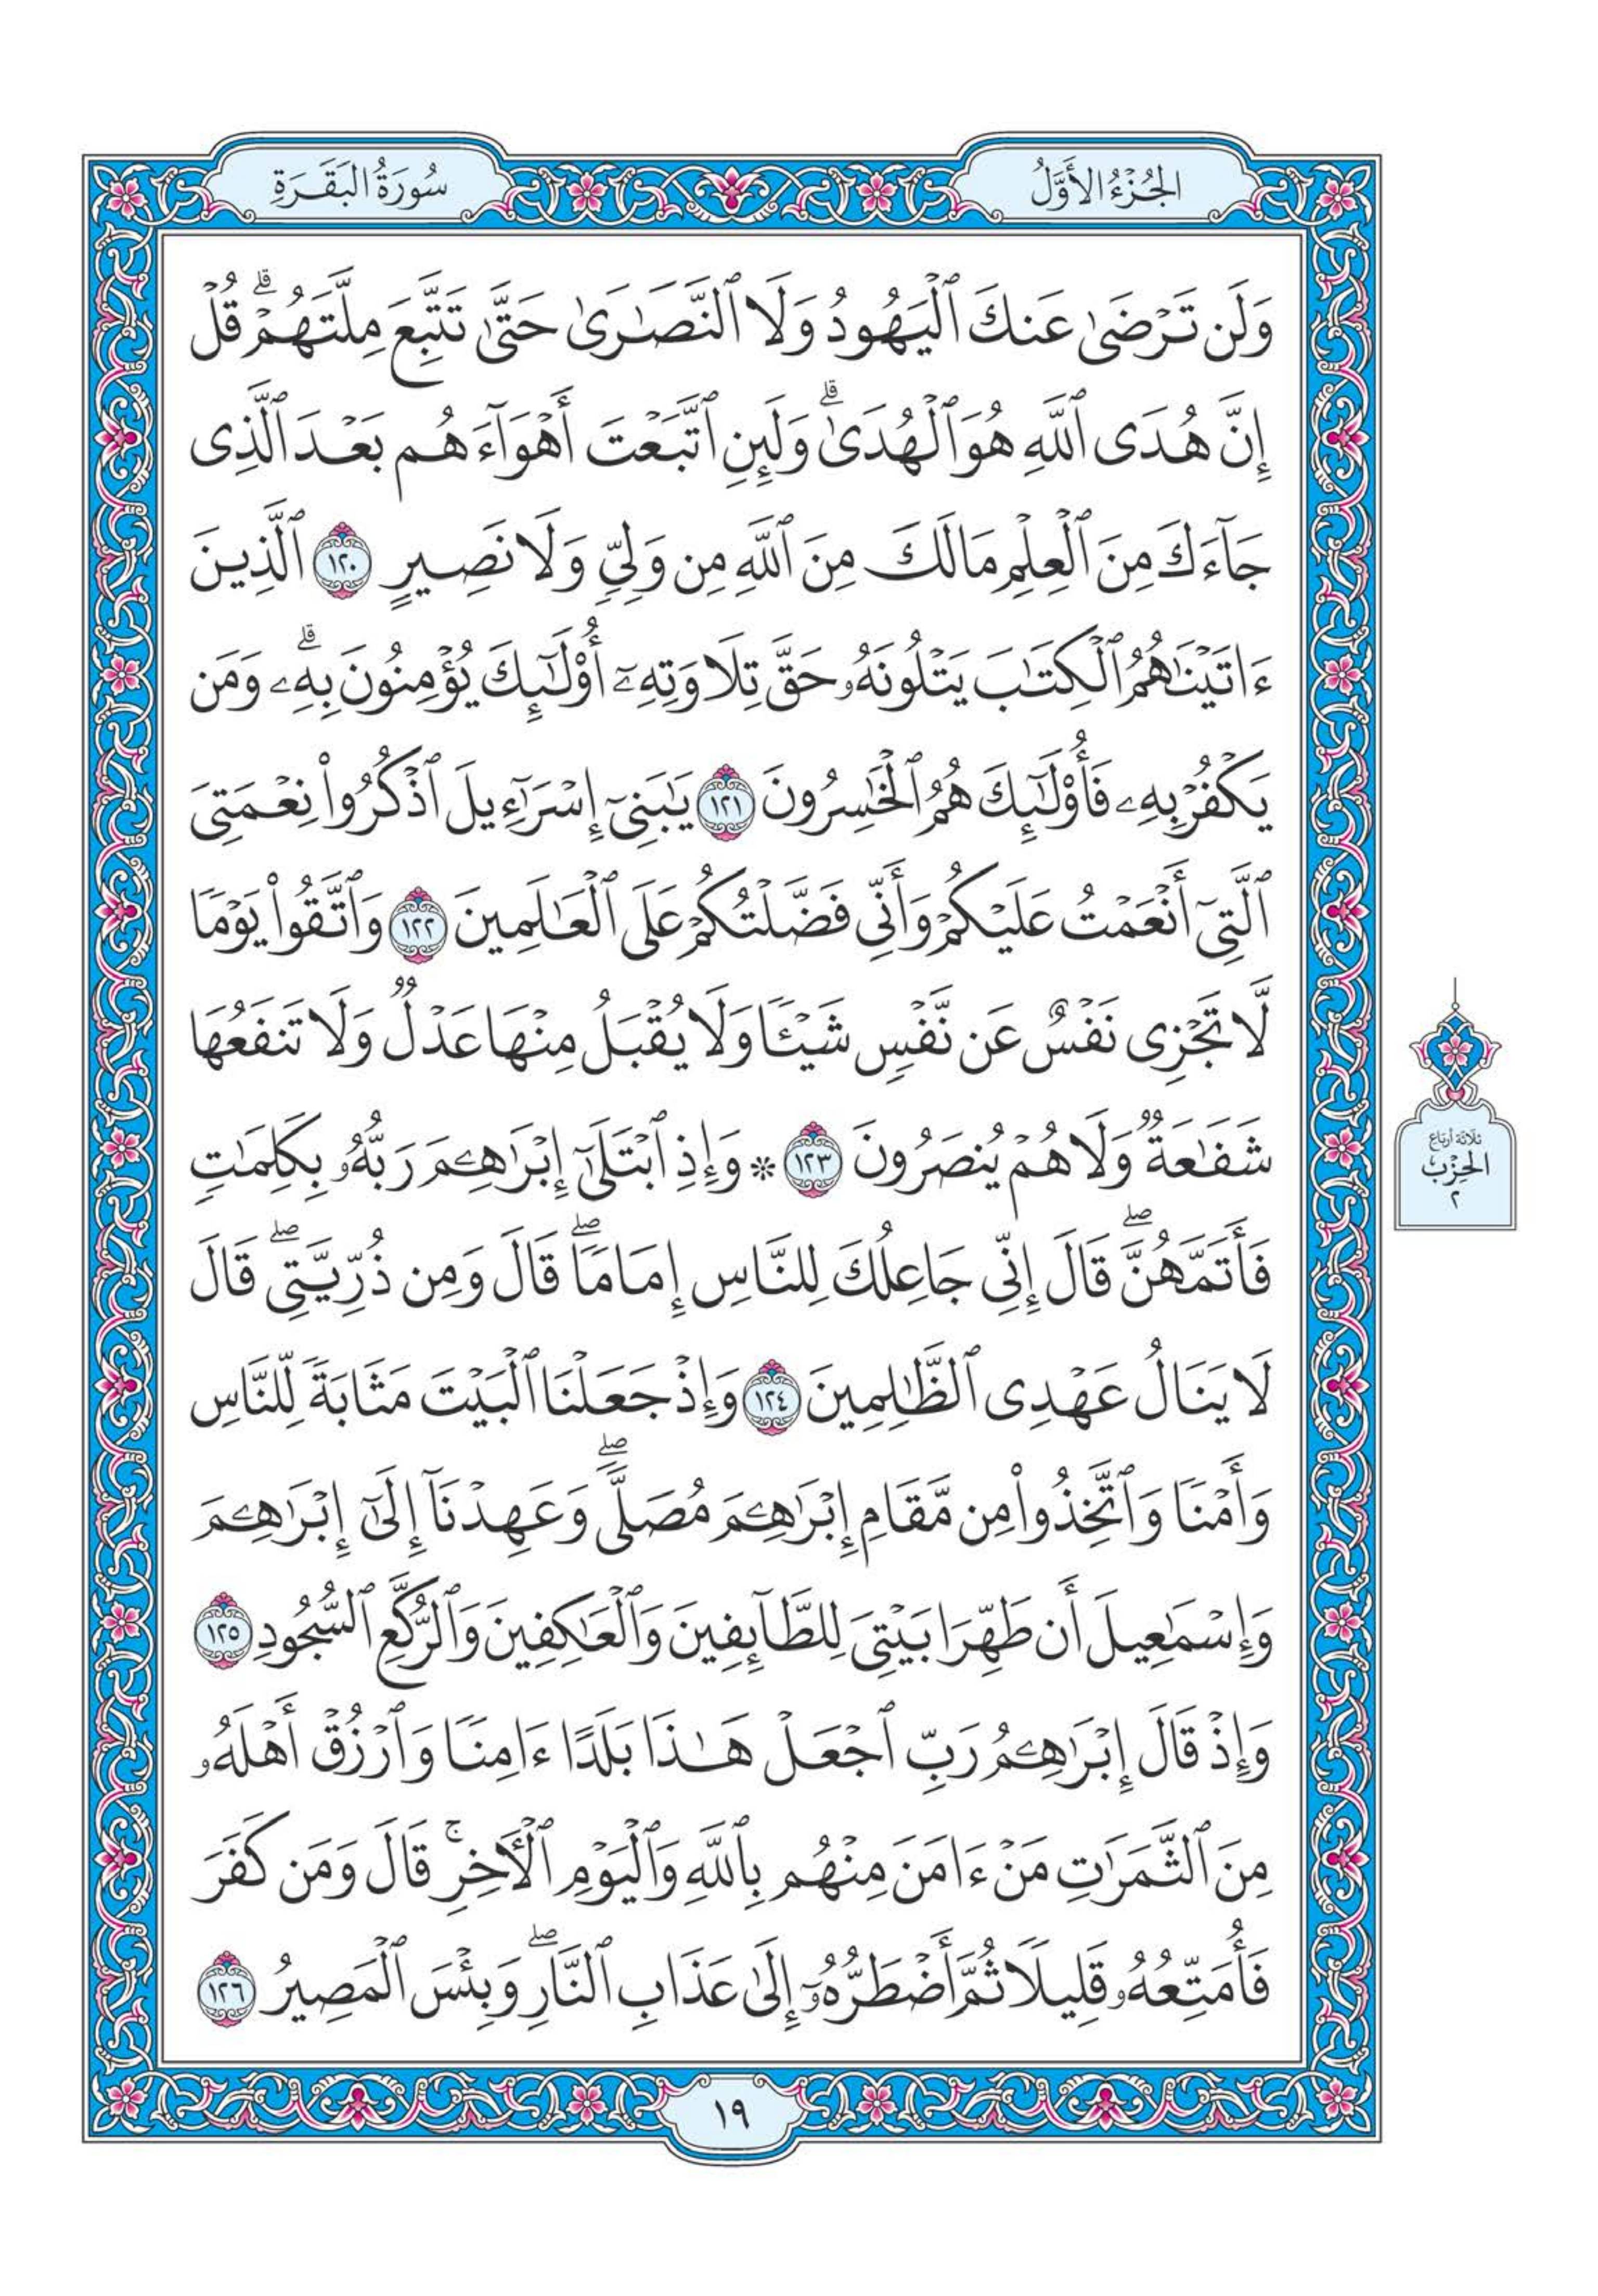 الجُزْءُ الأَوَّلُ
سُورَةُ البَقَرَةِ
وَلَن تَرْضَىٰ عَنكَ ٱلْيَهُودُ وَلَا ٱلنَّصَـٰرَىٰ حَتَّىٰ تَتَّبِعَ مِلَّتَهُمْ ۗ قُلْ
إِنَّ هُدَى ٱللَّهِ هُوَ ٱلْهُدَىٰ ۗ وَلَئِنِ ٱتَّبَعْتَ أَهْوَآءَهُم بَعْدَ ٱلَّذِى
جَآءَكَ مِنَ ٱلْعِلْمِ مَا لَكَ مِنَ ٱللَّهِ مِن وَلِىٍّ وَلَا نَصِيرٍ ١٢٠ ٱلَّذِينَ
ءَاتَيْنَـٰهُمُ ٱلْكِتَـٰبَ يَتْلُونَهُۥ حَقَّ تِلَاوَتِهِۦٓ أُو۟لَـٰٓئِكَ يُؤْمِنُونَ بِهِۦ ۗ وَمَن
يَكْفُرْ بِهِۦ فَأُو۟لَـٰٓئِكَ هُمُ ٱلْخَـٰسِرُونَ ١٢١ يَـٰبَنِىٓ إِسْرَٰٓءِيلَ ٱذْكُرُوا۟ نِعْمَتِىَ
ٱلَّتِىٓ أَنْعَمْتُ عَلَيْكُمْ وَأَنِّى فَضَّلْتُكُمْ عَلَى ٱلْعَـٰلَمِينَ ١٢٢ وَٱتَّقُوا۟ يَوْمًا
لَّا تَجْزِى نَفْسٌ عَن نَّفْسٍ شَيْـًٔا وَلَا يُقْبَلُ مِنْهَا عَدْلٌ وَلَا تَنفَعُهَا
شَفَـٰعَةٌ وَلَا هُمْ يُنصَرُونَ ١٢٣ * وَإِذِ ٱبْتَلَىٰٓ إِبْرَٰهِـۧمَ رَبُّهُۥ بِكَلِمَـٰتٍ
فَأَتَمَّهُنَّ ۖ قَالَ إِنِّى جَاعِلُكَ لِلنَّاسِ إِمَامًا ۖ قَالَ وَمِن ذُرِّيَّتِى ۖ قَالَ
لَا يَنَالُ عَهْدِى ٱلظَّـٰلِمِينَ ١٢٤ وَإِذْ جَعَلْنَا ٱلْبَيْتَ مَثَابَةً لِّلنَّاسِ
وَأَمْنًا وَٱتَّخِذُوا۟ مِن مَّقَامِ إِبْرَٰهِـۧمَ مُصَلًّى ۖ وَعَهِدْنَآ إِلَىٰٓ إِبْرَٰهِـۧمَ
وَإِسْمَـٰعِيلَ أَن طَهِّرَا بَيْتِىَ لِلطَّآئِفِينَ وَٱلْعَـٰكِفِينَ وَٱلرُّكَّعِ ٱلسُّجُودِ ١٢٥
وَإِذْ قَالَ إِبْرَٰهِـۧمُ رَبِّ ٱجْعَلْ هَـٰذَا بَلَدًا ءَامِنًا وَٱرْزُقْ أَهْلَهُۥ
مِنَ ٱلثَّمَرَٰتِ مَنْ ءَامَنَ مِنْهُم بِٱللَّهِ وَٱلْيَوْمِ ٱلْـَٔاخِرِ ۚ قَالَ وَمَن كَفَرَ
فَأُمَتِّعُهُۥ قَلِيلًا ثُمَّ أَضْطَرُّهُۥٓ إِلَىٰ عَذَابِ ٱلنَّارِ ۖ وَبِئْسَ ٱلْمَصِيرُ ١٢٦
ثلاثة أرباع
الحِزْب
٢
١٩